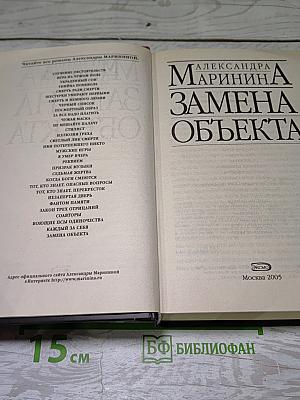 Читайте все романы Александры МАРИНИНОЙ:
СТЕЧЕНИЕ ОБСТОЯТЕЛЬСТВ
ИГРА НА ЧУЖОМ ПОЛЕ
УКРАДЕННЫЙ СОН
УБИЙЦА ПОНЕВОЛЕ
СМЕРТЬ РАДИ СМЕРТИ
ШЕСТЕРКИ УМИРАЮТ ПЕРВЫМИ
СМЕРТЬ И НЕМНОГО ЛЮБВИ
ЧЕРНЫЙ СПИСОК
ПОСМЕРТНЫЙ ОБРАЗ
ЗА ВСЕ НАДО ПЛАТИТЬ
ЧУЖАЯ МАСКА
НЕ МЕШАЙТЕ ПАЛАЧУ
СТИЛИСТ
ИЛЛЮЗИЯ ГРЕХА
СВЕТЛЫЙ ЛИК СМЕРТИ
ИМЯ ПОТЕРПЕВШЕГО НИКТО
МУЖСКИЕ ИГРЫ
Я УМЕР ВЧЕРА
РЕКВИЕМ
ПРИЗРАК МУЗЫКИ
СЕДЬМАЯ ЖЕРТВА
КОГДА БОГИ СМЕЮТСЯ
ТОТ, КТО ЗНАЕТ. ОПАСНЫЕ ВОПРОСЫ
ТОТ, КТО ЗНАЕТ. ПЕРЕКРЕСТОК
НЕЗАПЕРТАЯ ДВЕРЬ
ФАНТОМ ПАМЯТИ
ЗАКОН ТРЕХ ОТРИЦАНИЙ
СОАВТОРЫ
ВОЮЩИЕ ПСЫ ОДИНОЧЕСТВА
КАЖДЫЙ ЗА СЕБЯ
ЗАМЕНА ОБЪЕКТА
Адрес официального сайта Александры Марининой
в Интернете http://www.marinina.ru
АЛЕКСАНДРА
МАРИНИНА
ЗАМЕНА
ОБЪЕКТА
ЭКСМО
Москва 2005
15 см
БФ БИБЛИОФАН